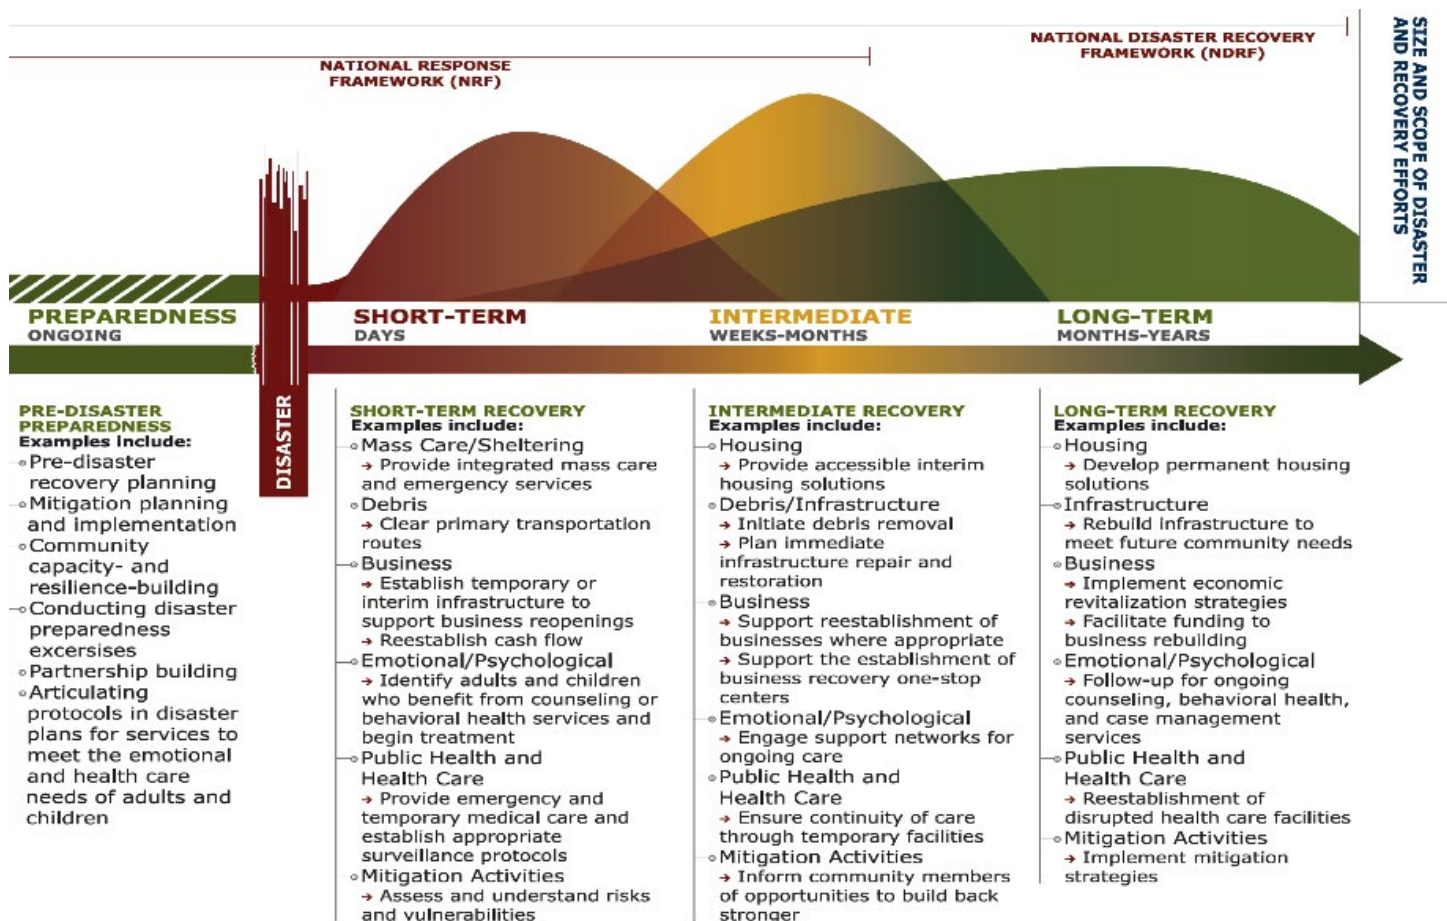 NATIONAL DISASTER RECOVERY
FRAMEWORK (NDRF)
NATIONAL RESPONSE
FRAMEWORK (NRF)
SIZE AND SCOPE OF DISASTER
AND RECOVERY EFFORTS
PREPAREDNESS
ONGOING
SHORT-TERM
DAYS
INTERMEDIATE
WEEKS-MONTHS
LONG-TERM
MONTHS-YEARS
DISASTER
PRE-DISASTER
PREPAREDNESS
Examples include:
Pre-disaster
recovery planning
Mitigation planning
and implementation
Community
capacity- and
resilience-building
Conducting disaster
preparedness
excersises
Partnership building
Articulating
protocols in disaster
plans for services to
meet the emotional
and health care
needs of adults and
children
SHORT-TERM RECOVERY
Examples include:
Mass Care/Sheltering
→ Provide integrated mass care
and emergency services
Debris
→ Clear primary transportation
routes
Business
→ Establish temporary or
interim infrastructure to
support business reopenings
→ Reestablish cash flow
Emotional/Psychological
→ Identify adults and children
who benefit from counseling or
behavioral health services and
begin treatment
Public Health and
Health Care
→ Provide emergency and
temporary medical care and
establish appropriate
surveillance protocols
Mitigation Activities
→ Assess and understand risks
and vulnerabilities
INTERMEDIATE RECOVERY
Examples include:
Housing
→ Provide accessible interim
housing solutions
Debris/Infrastructure
→ Initiate debris removal
→ Plan immediate
infrastructure repair and
restoration
Business
→ Support reestablishment of
businesses where appropriate
→ Support the establishment of
business recovery one-stop
centers
Emotional/Psychological
→ Engage support networks for
ongoing care
Public Health and
Health Care
→ Ensure continuity of care
through temporary facilities
Mitigation Activities
→ Inform community members
of opportunities to build back
stronger
LONG-TERM RECOVERY
Examples include:
Housing
→ Develop permanent housing
solutions
Infrastructure
→ Rebuild infrastructure to
meet future community needs
Business
→ Implement economic
revitalization strategies
→ Facilitate funding to
business rebuilding
Emotional/Psychological
→ Follow-up for ongoing
counseling, behavioral health,
and case management
services
Public Health and
Health Care
→ Reestablishment of
disrupted health care facilities
Mitigation Activities
→ Implement mitigation
strategies